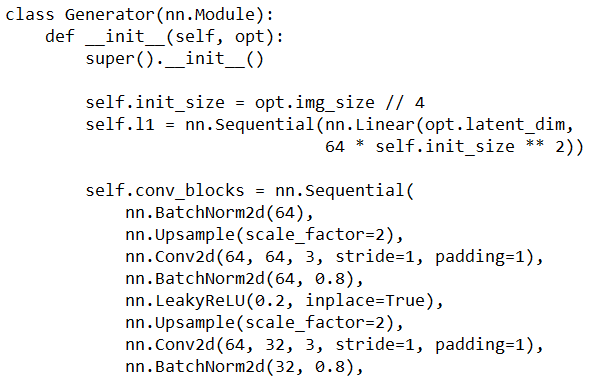 class Generator(nn.Module):
    def __init__(self, opt):
        super().__init__()
        self.init_size = opt.img_size // 4
        self.l1 = nn.Sequential(nn.Linear(opt.latent_dim,
                                64 * self.init_size ** 2))
        self.conv_blocks = nn.Sequential(
            nn.BatchNorm2d(64),
            nn.Upsample(scale_factor=2),
            nn.Conv2d(64, 64, 3, stride=1, padding=1),
            nn.BatchNorm2d(64, 0.8),
            nn.LeakyReLU(0.2, inplace=True),
            nn.Upsample(scale_factor=2),
            nn.Conv2d(64, 32, 3, stride=1, padding=1),
            nn.BatchNorm2d(32, 0.8),